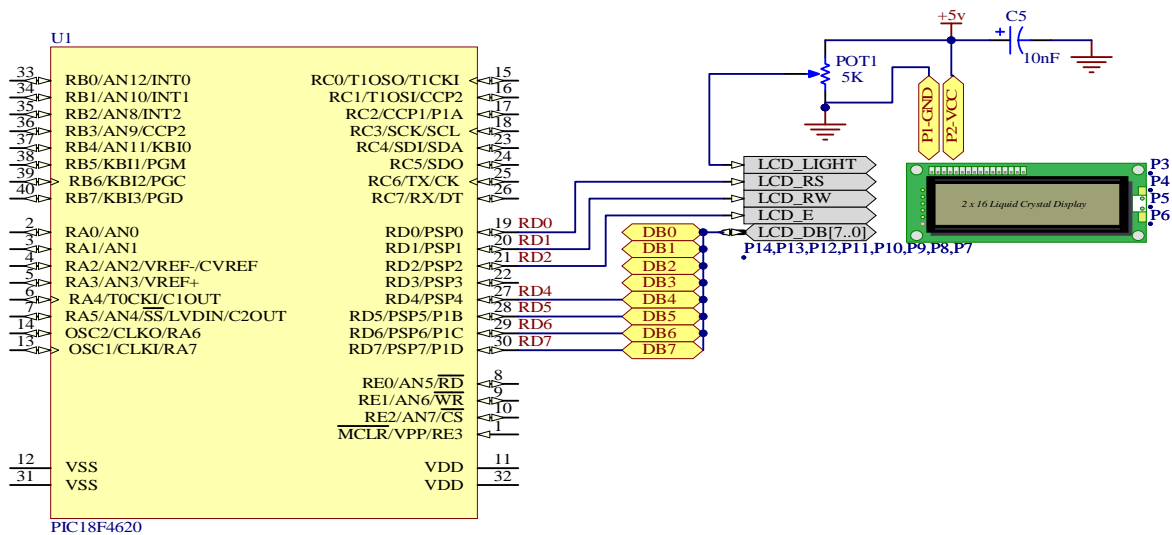 U1
33 RB0/AN12/INT0
34 RB1/AN10/INT1
35 RB2/AN8/INT2
36 RB3/AN9/CCP2
37 RB4/AN11/KBI0
38 RB5/KBI1/PGM
39 RB6/KBI2/PGC
40 RB7/KBI3/PGD
2 RA0/AN0
3 RA1/AN1
4 RA2/AN2/VREF-/CVREF
5 RA3/AN3/VREF+
6 RA4/T0CKI/C1OUT
7 RA5/AN4/SS/LVDIN/C2OUT
14 OSC2/CLKO/RA6
13 OSC1/CLKI/RA7
12 VSS
31 VSS
RC0/T1OSO/T1CKI 15
RC1/T1OSI/CCP2 16
RC2/CCP1/P1A 17
RC3/SCK/SCL 18
RC4/SDI/SDA 23
RC5/SDO 24
RC6/TX/CK 25
RC7/RX/DT 26
RD0/PSP0 19 RD0
RD1/PSP1 20 RD1
RD2/PSP2 21 RD2
RD3/PSP3 22
RD4/PSP4 27 RD4
RD5/PSP5/P1B 28 RD5
RD6/PSP6/P1C 29 RD6
RD7/PSP7/P1D 30 RD7
RE0/AN5/RD 8
RE1/AN6/WR 9
RE2/AN7/CS 10
MCLR/VPP/RE3 1
VDD 11
VDD 32
PIC18F4620
DB0
DB1
DB2
DB3
DB4
DB5
DB6
DB7
+5v
C5
10nF
POT1
5K
P1-GND
P2-VCC
LCD_LIGHT
LCD_RS
LCD_RW
LCD_E
LCD_DB[7..0]
P14,P13,P12,P11,P10,P9,P8,P7
2 x 16 Liquid Crystal Display
P3
P4
P5
P6